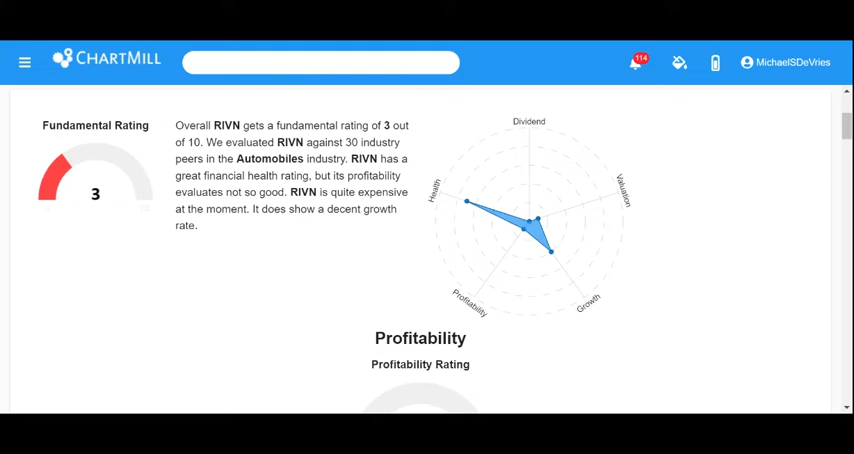 CHARTMILL
114
MichaelSDeVries
Fundamental Rating
3
Overall RIVN gets a fundamental rating of 3 out
of 10. We evaluated RIVN against 30 industry
peers in the Automobiles industry. RIVN has a
great financial health rating, but its profitability
evaluates not so good. RIVN is quite expensive
at the moment. It does show a decent growth
rate.
Dividend
Health
Valuation
Profitability
Growth
Profitability
Profitability Rating